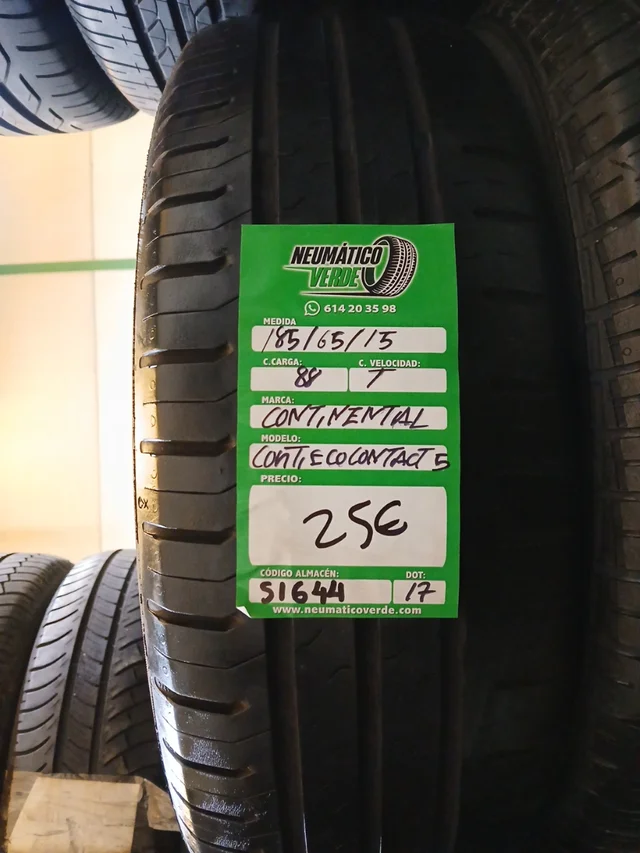 NEUMÁTICO
VERDE
614 20 35 98
MEDIDA
185/65/15
C.CARGA: C. VELOCIDAD:
88 T
MARCA:
CONTINENTAL
MODELO:
CONTIECOCONTACT 5
PRECIO:
25€
CÓDIGO ALMACÉN: DOT:
S1644 17
www.neumaticoverde.com